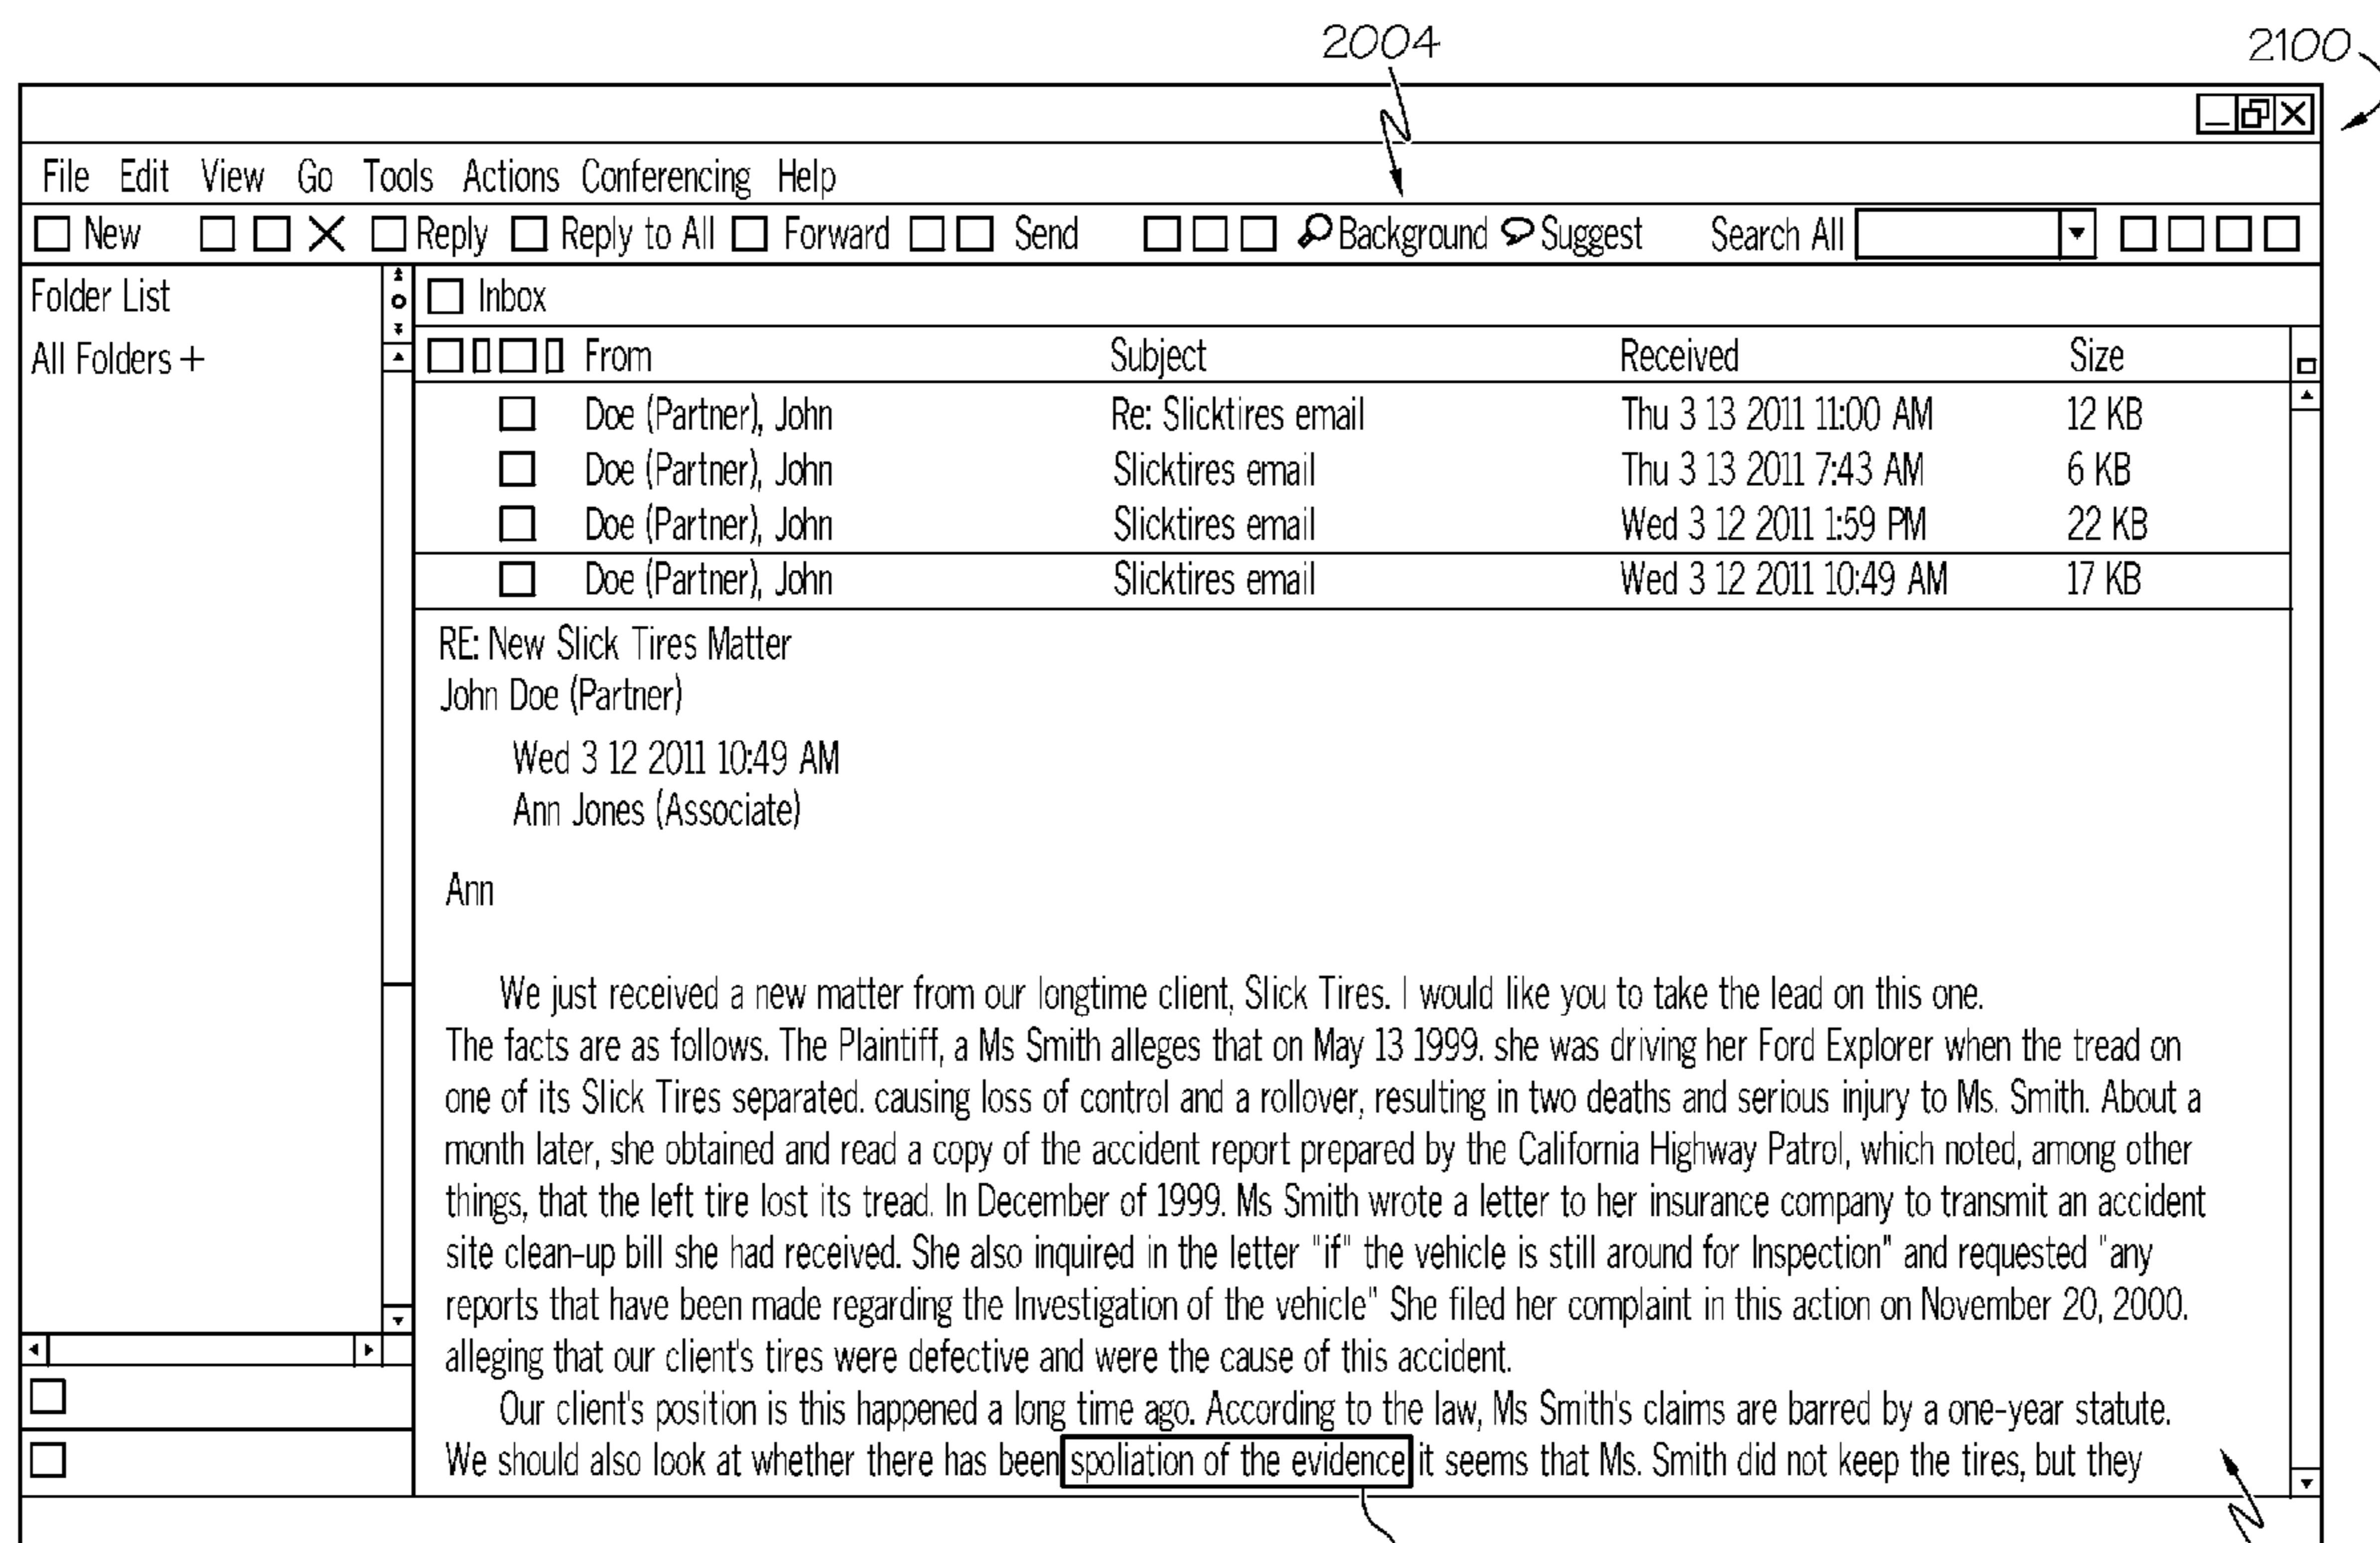 2004
2100
File Edit View Go Tools Actions Conferencing Help
New Reply Reply to All Forward Send Background Suggest Search All
Folder List
All Folders +
Inbox
From Subject Received Size
Doe (Partner), John Re: Slicktires email Thu 3 13 2011 11:00 AM 12 KB
Doe (Partner), John Slicktires email Thu 3 13 2011 7:43 AM 6 KB
Doe (Partner), John Slicktires email Wed 3 12 2011 1:59 PM 22 KB
Doe (Partner), John Slicktires email Wed 3 12 2011 10:49 AM 17 KB
RE: New Slick Tires Matter
John Doe (Partner)
Wed 3 12 2011 10:49 AM
Ann Jones (Associate)
Ann
We just received a new matter from our longtime client, Slick Tires. I would like you to take the lead on this one.
The facts are as follows. The Plaintiff, a Ms Smith alleges that on May 13 1999. she was driving her Ford Explorer when the tread on
one of its Slick Tires separated. causing loss of control and a rollover, resulting in two deaths and serious injury to Ms. Smith. About a
month later, she obtained and read a copy of the accident report prepared by the California Highway Patrol, which noted, among other
things, that the left tire lost its tread. In December of 1999. Ms Smith wrote a letter to her insurance company to transmit an accident
site clean-up bill she had received. She also inquired in the letter "if" the vehicle is still around for Inspection" and requested "any
reports that have been made regarding the Investigation of the vehicle" She filed her complaint in this action on November 20, 2000.
alleging that our client's tires were defective and were the cause of this accident.
Our client's position is this happened a long time ago. According to the law, Ms Smith's claims are barred by a one-year statute.
We should also look at whether there has been spoliation of the evidence it seems that Ms. Smith did not keep the tires, but they